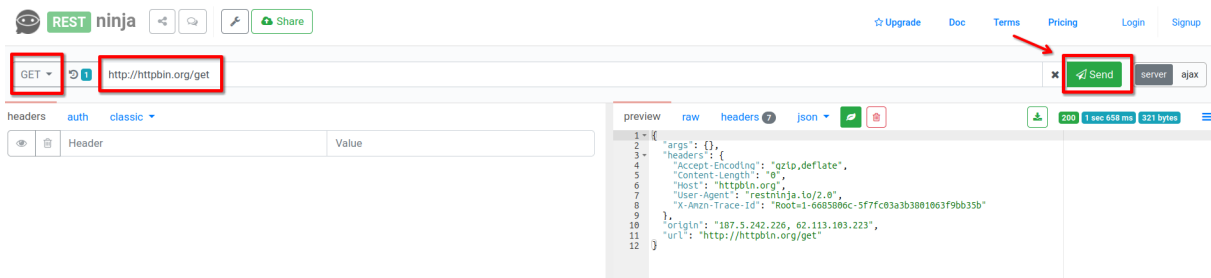 REST ninja Share Upgrade Doc Terms Pricing Login Signup
GET 1 http://httpbin.org/get Send server ajax
headers auth classic
Header Value
preview raw headers 7 json 200 1 sec 658 ms 321 bytes
1 {
2 "args": {},
3 "headers": {
4 "Accept-Encoding": "gzip,deflate",
5 "Content-Length": "0",
6 "Host": "httpbin.org",
7 "User-Agent": "restninja.io/2.0",
8 "X-Amzn-Trace-Id": "Root=1-6685806c-5f7fc03a3b3801063f9bb35b"
9 },
10 "origin": "187.5.242.226, 62.113.103.223",
11 "url": "http://httpbin.org/get"
12 }